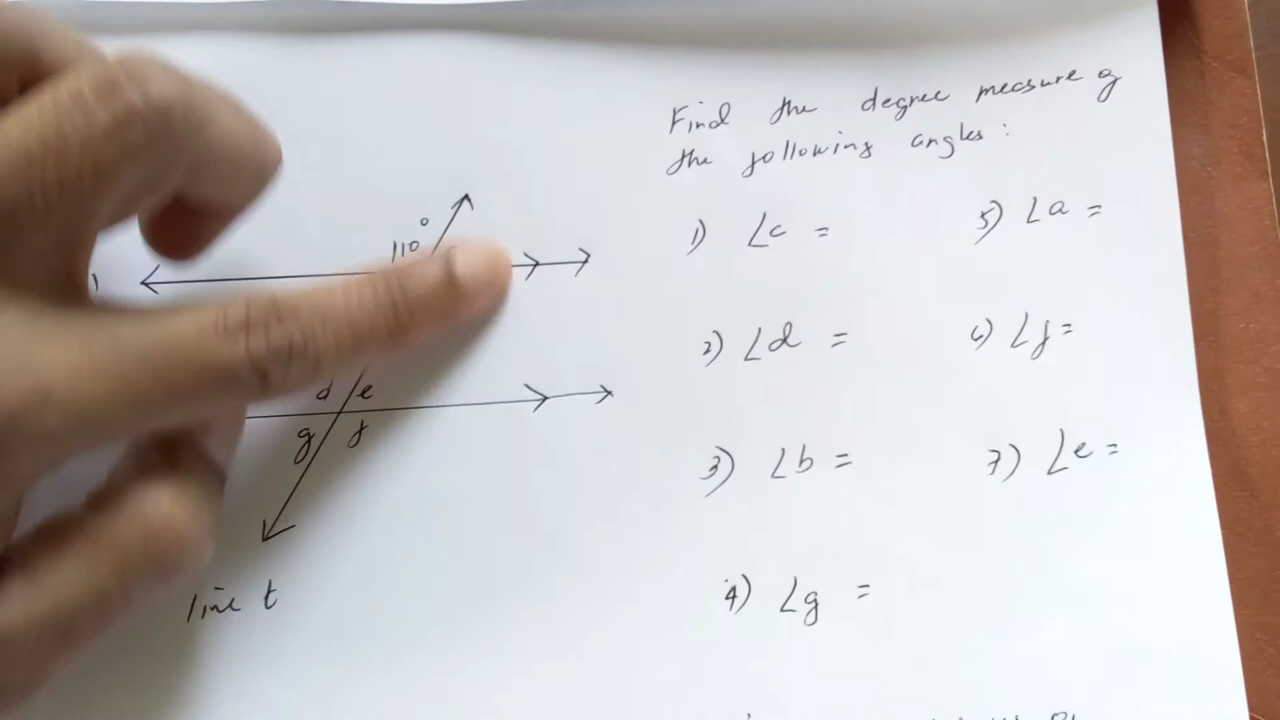 Find the degree measure of
the following angles:
1) ∠c =
5) ∠a =
2) ∠d =
6) ∠f =
3) ∠b =
7) ∠e =
4) ∠g =
110°
d e
g f
line t